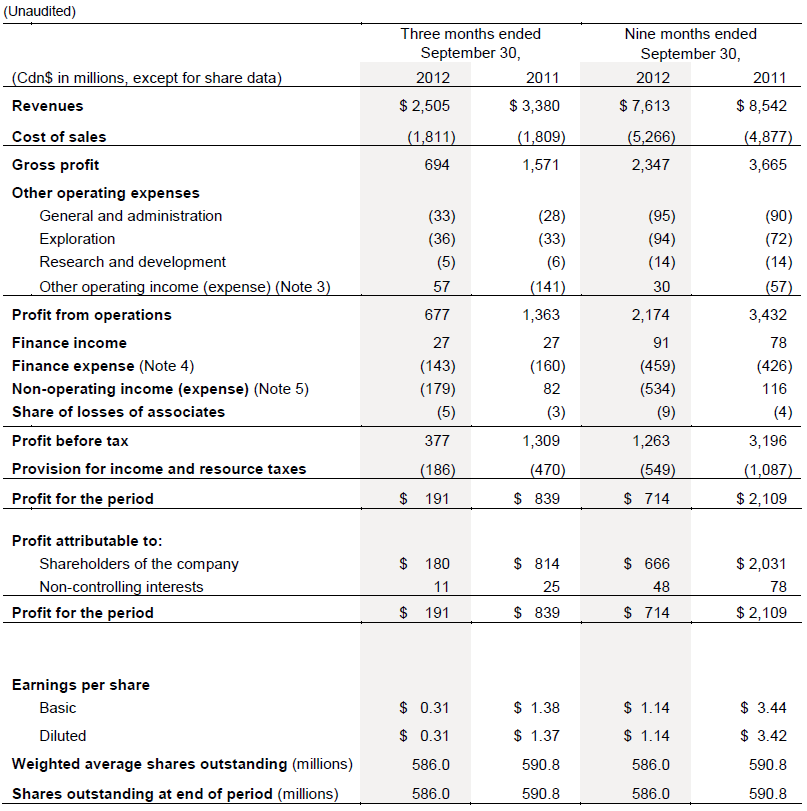 (Unaudited)
Three months ended Nine months ended
September 30, September 30,
(Cdn$ in millions, except for share data) 2012 2011 2012 2011
Revenues $ 2,505 $ 3,380 $ 7,613 $ 8,542
Cost of sales (1,811) (1,809) (5,266) (4,877)
Gross profit 694 1,571 2,347 3,665
Other operating expenses
General and administration (33) (28) (95) (90)
Exploration (36) (33) (94) (72)
Research and development (5) (6) (14) (14)
Other operating income (expense) (Note 3) 57 (141) 30 (57)
Profit from operations 677 1,363 2,174 3,432
Finance income 27 27 91 78
Finance expense (Note 4) (143) (160) (459) (426)
Non-operating income (expense) (Note 5) (179) 82 (534) 116
Share of losses of associates (5) (3) (9) (4)
Profit before tax 377 1,309 1,263 3,196
Provision for income and resource taxes (186) (470) (549) (1,087)
Profit for the period $ 191 $ 839 $ 714 $ 2,109
Profit attributable to:
Shareholders of the company $ 180 $ 814 $ 666 $ 2,031
Non-controlling interests 11 25 48 78
Profit for the period $ 191 $ 839 $ 714 $ 2,109
Earnings per share
Basic $ 0.31 $ 1.38 $ 1.14 $ 3.44
Diluted $ 0.31 $ 1.37 $ 1.14 $ 3.42
Weighted average shares outstanding (millions) 586.0 590.8 586.0 590.8
Shares outstanding at end of period (millions) 586.0 590.8 586.0 590.8